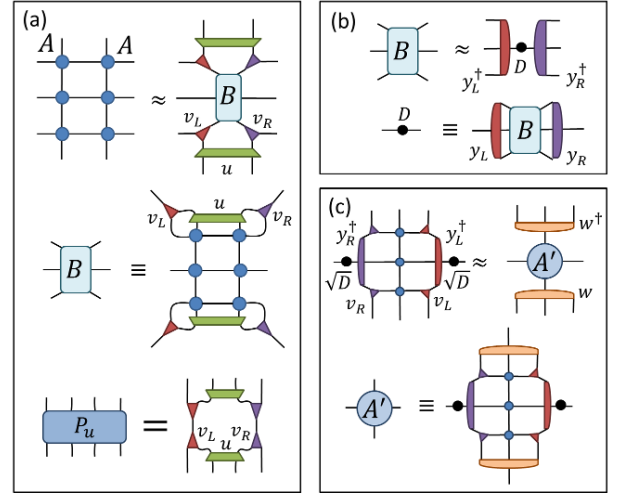 (a)
A A
≈
B
v_L v_R
u
u
v_L v_R
B ≡
P_u =
v_L v_R
u
(b)
B ≈
D
y_L^† y_R^†
D
≡ B
y_L y_R
(c)
y_R^† y_L^† w^†
√D √D ≈ A'
v_R v_L w
A' ≡